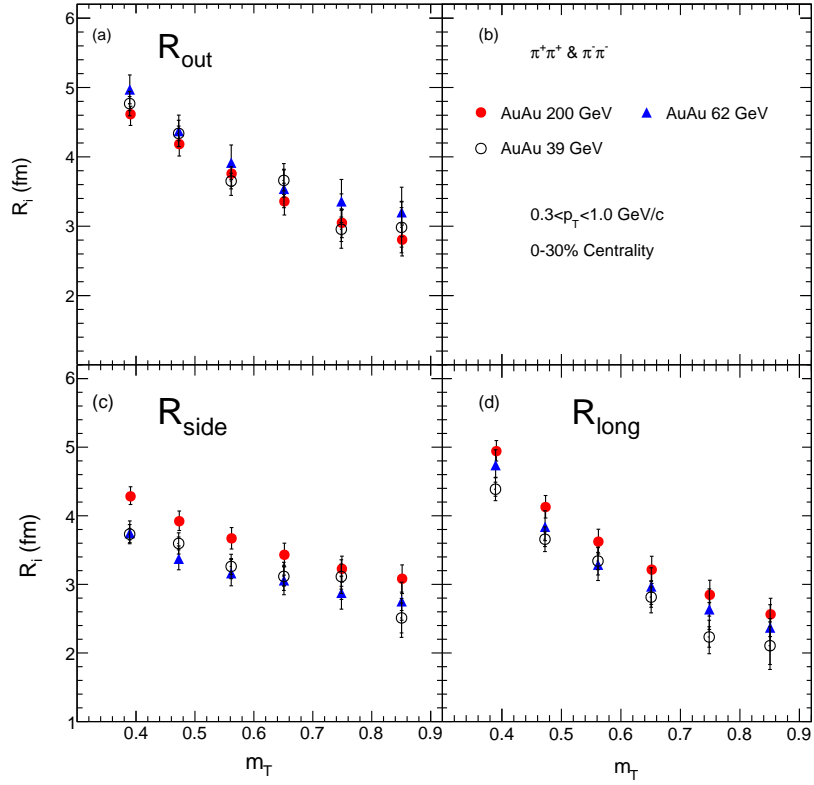 (a)
R_out
6
5
4
3
2
R_i (fm)
(b)
π⁺π⁺ & π⁻π⁻
AuAu 200 GeV
AuAu 62 GeV
AuAu 39 GeV
0.3<p_T<1.0 GeV/c
0-30% Centrality
(c)
R_side
6
5
4
3
2
1
R_i (fm)
0.4 0.5 0.6 0.7 0.8 0.9
m_T
(d)
R_long
0.4 0.5 0.6 0.7 0.8 0.9
m_T